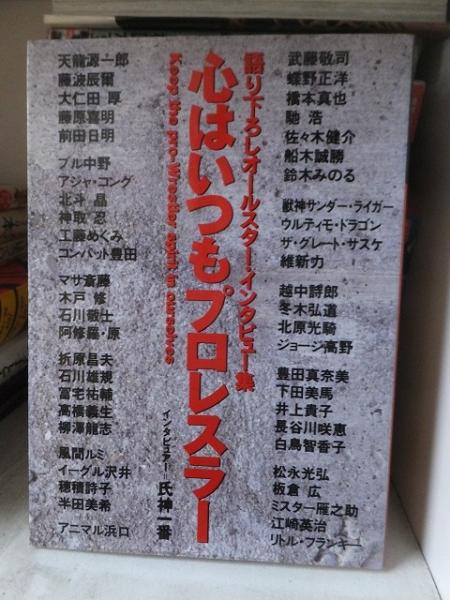 語り下ろしオールスター・インタビュー集
心はいつもプロレスラー
Keep the pro-Wrestler spirit in ourselves
インタビュアー=氏神一番
武藤敬司
蝶野正洋
橋本真也
馳 浩
佐々木健介
船木誠勝
鈴木みのる
獣神サンダー・ライガー
ウルティモ・ドラゴン
ザ・グレート・サスケ
維新力
越中詩郎
冬木弘道
北原光騎
ジョージ高野
豊田真奈美
下田美馬
井上貴子
長谷川咲恵
白鳥智香子
松永光弘
板倉 広
ミスター雁之助
江崎英治
リトル・フランキー
天龍源一郎
藤波辰爾
大仁田 厚
藤原喜明
前田日明
ブル中野
アジャ・コング
北斗 晶
神取 忍
工藤めぐみ
コンバット豊田
マサ斎藤
木戸 修
石川敬士
阿修羅・原
折原昌夫
石川雄規
冨宅祐輔
高橋義生
柳澤龍志
風間ルミ
イーグル沢井
穂積詩子
半田美希
アニマル浜口